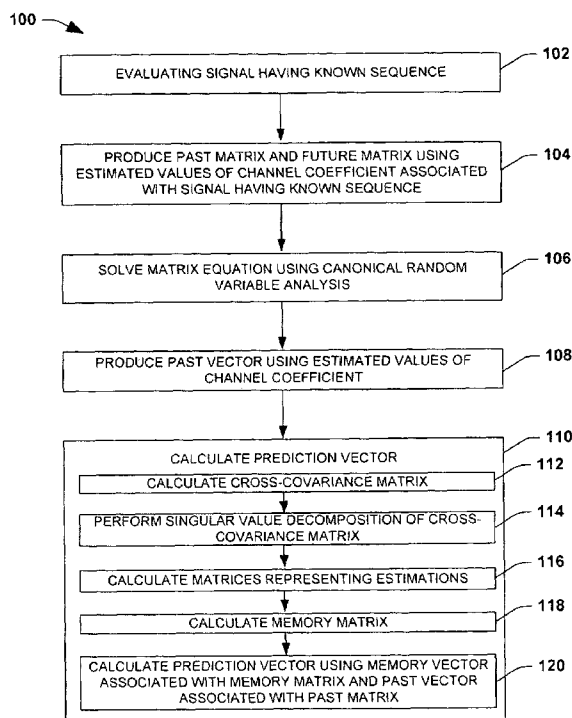 100
EVALUATING SIGNAL HAVING KNOWN SEQUENCE
102
PRODUCE PAST MATRIX AND FUTURE MATRIX USING
ESTIMATED VALUES OF CHANNEL COEFFICIENT ASSOCIATED
WITH SIGNAL HAVING KNOWN SEQUENCE
104
SOLVE MATRIX EQUATION USING CANONICAL RANDOM
VARIABLE ANALYSIS
106
PRODUCE PAST VECTOR USING ESTIMATED VALUES OF
CHANNEL COEFFICIENT
108
110
CALCULATE PREDICTION VECTOR
112
CALCULATE CROSS-COVARIANCE MATRIX
PERFORM SINGULAR VALUE DECOMPOSITION OF CROSS-
COVARIANCE MATRIX
114
CALCULATE MATRICES REPRESENTING ESTIMATIONS
116
CALCULATE MEMORY MATRIX
118
CALCULATE PREDICTION VECTOR USING MEMORY VECTOR
ASSOCIATED WITH MEMORY MATRIX AND PAST VECTOR
ASSOCIATED WITH PAST MATRIX
120